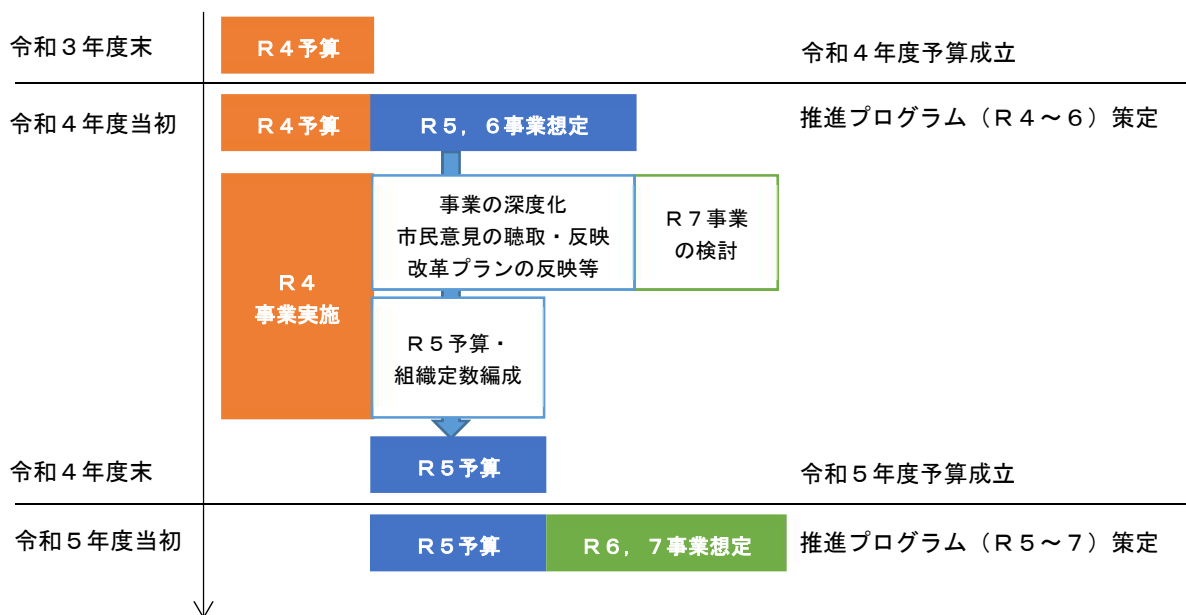 令和３年度末
Ｒ４予算
令和４年度予算成立
令和４年度当初
Ｒ４予算
Ｒ５，６事業想定
推進プログラム（Ｒ４～６）策定
事業の深度化
市民意見の聴取・反映
改革プランの反映等
Ｒ７事業
の検討
Ｒ４
事業実施
Ｒ５予算・
組織定数編成
令和４年度末
Ｒ５予算
令和５年度予算成立
令和５年度当初
Ｒ５予算
Ｒ６，７事業想定
推進プログラム（Ｒ５～７）策定